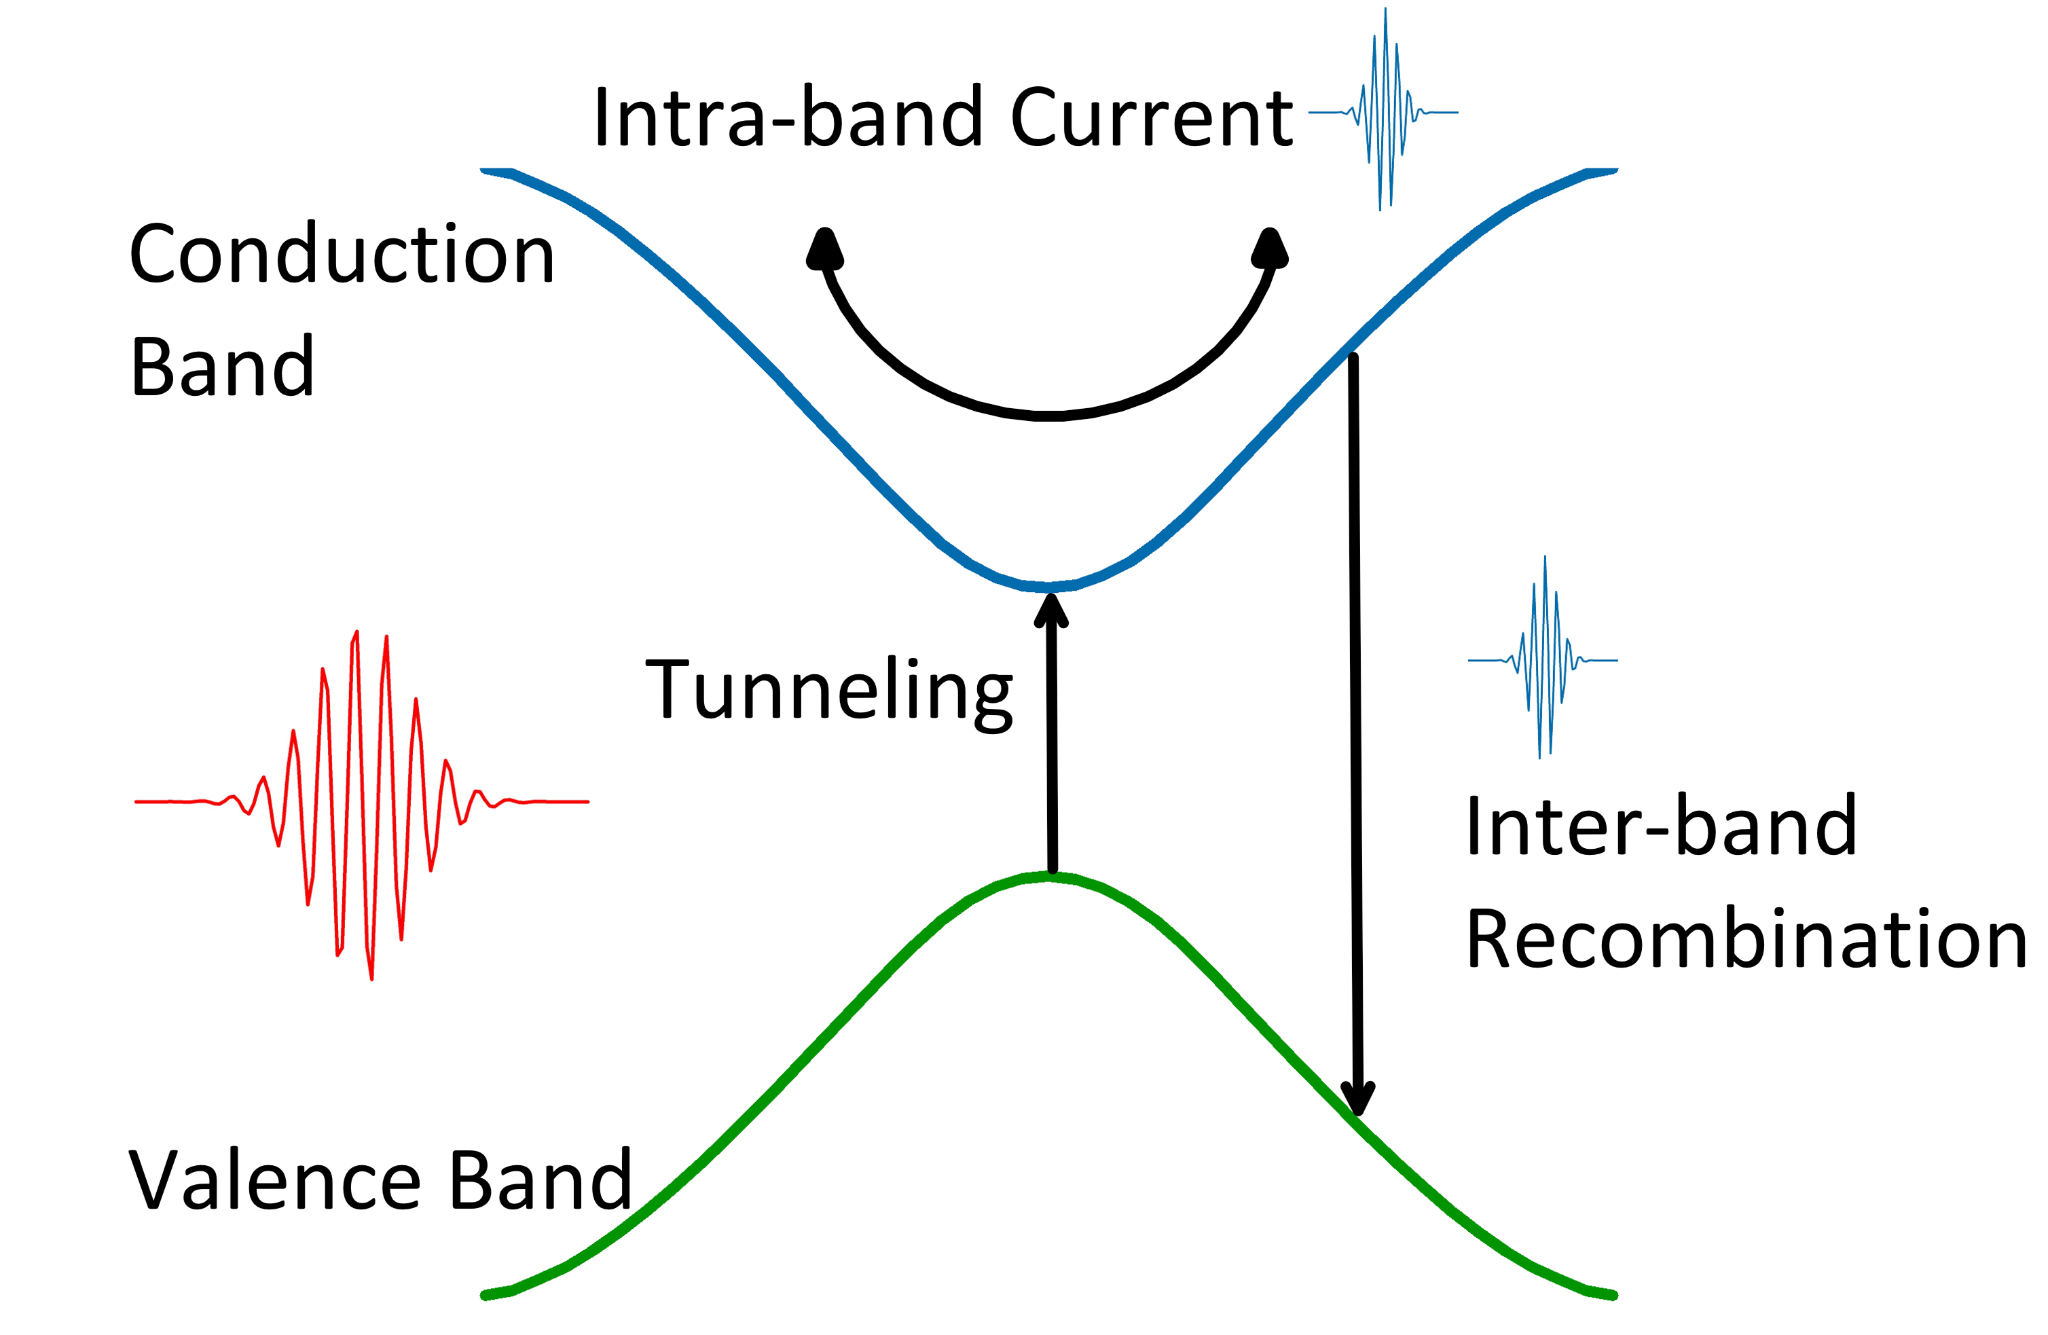 Intra-band Current
Conduction
Band
Tunneling
Inter-band
Recombination
Valence Band